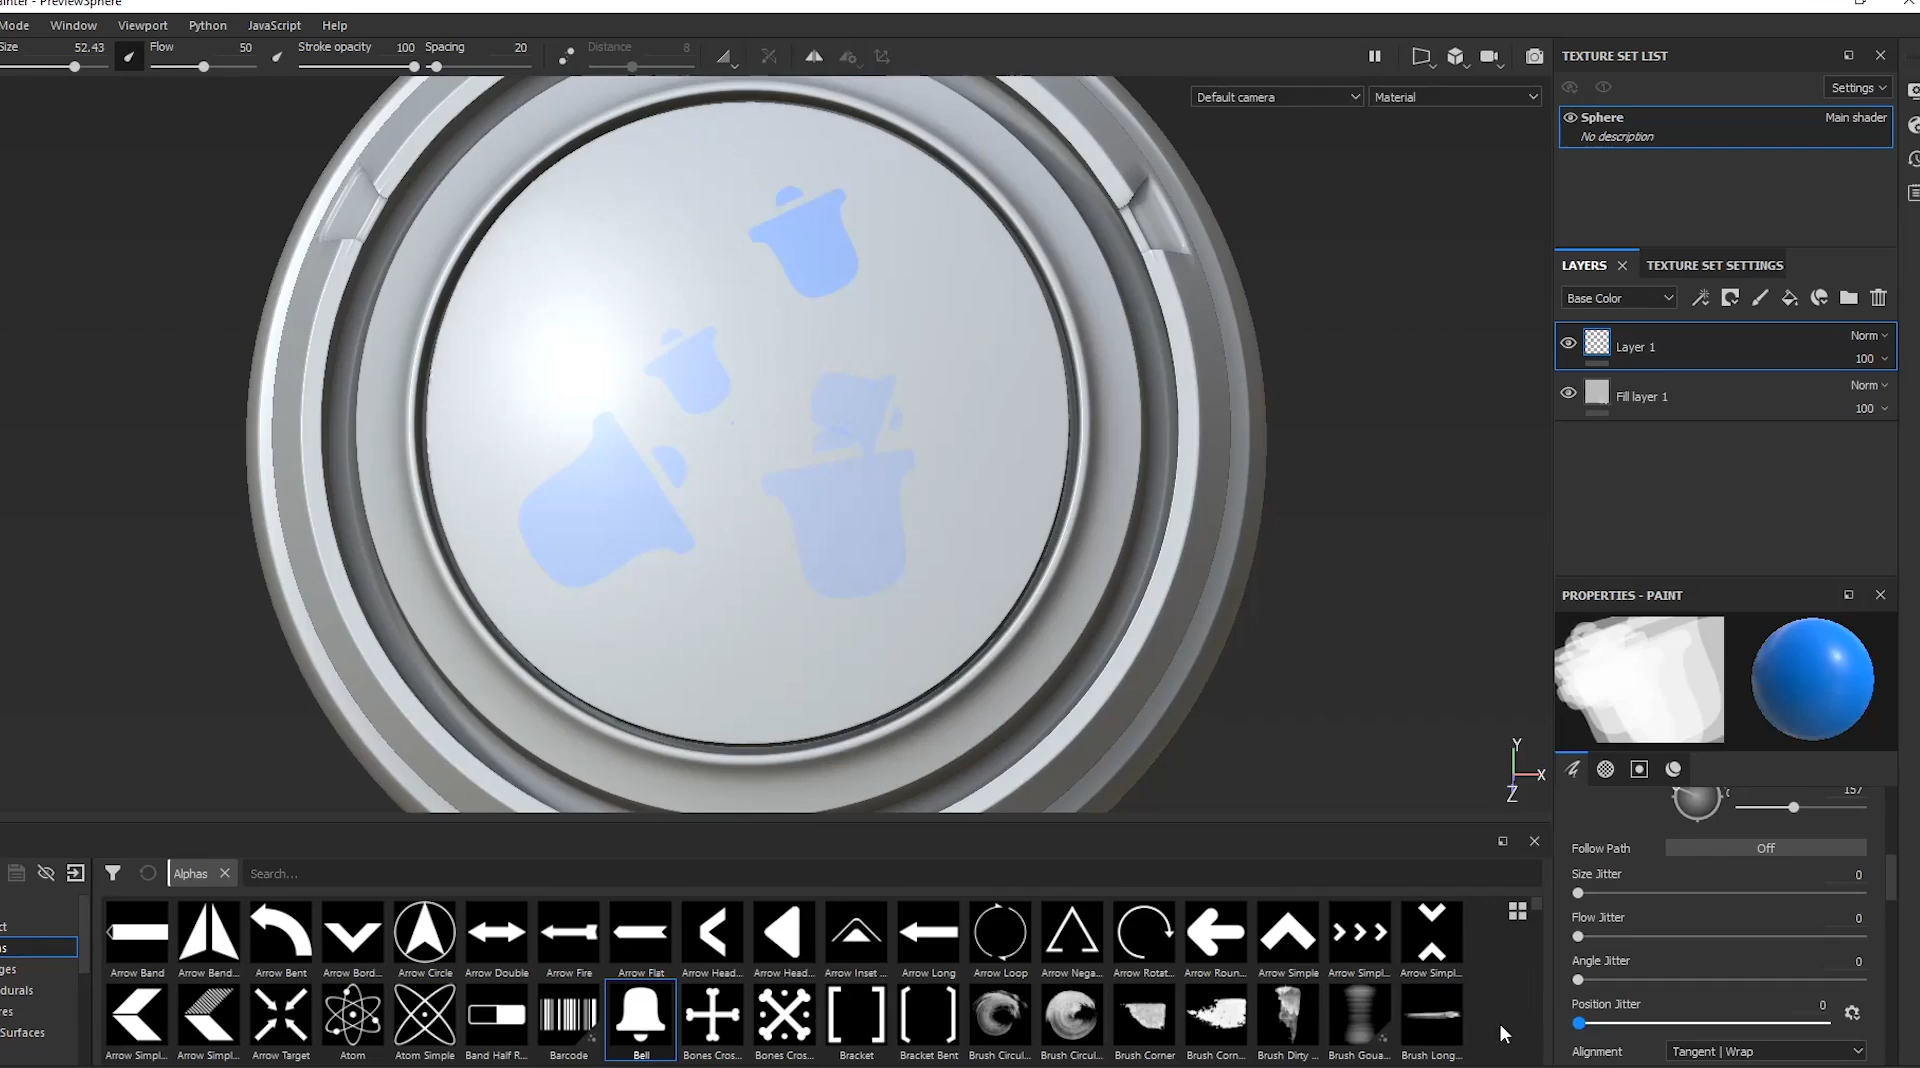 ainter - PreviewSphere
Mode Window Viewport Python JavaScript Help
Size 52.43 Flow 50 Stroke opacity 100 Spacing 20 Distance 8
Default camera Material
TEXTURE SET LIST
Settings
Sphere Main shader
No description
LAYERS TEXTURE SET SETTINGS
Base Color
Norm
Layer 1
100
Norm
Fill layer 1
100
PROPERTIES - PAINT
157
Follow Path Off
Size Jitter 0
Flow Jitter 0
Angle Jitter 0
Position Jitter 0
Alignment Tangent | Wrap
Y
X
Z
Alphas Search...
ct
ns
ges
durals
res
Surfaces
Arrow Band Arrow Bend... Arrow Bent Arrow Bord... Arrow Circle Arrow Double Arrow Fire Arrow Flat Arrow Head... Arrow Head... Arrow Inset ... Arrow Long Arrow Loop Arrow Nega... Arrow Rotat... Arrow Roun... Arrow Simple Arrow Simpl... Arrow Simpl...
Arrow Simpl... Arrow Simpl... Arrow Target Atom Atom Simple Band Half R... Barcode Bell Bones Cros... Bones Cros... Bracket Bracket Bent Brush Circul... Brush Circul... Brush Corner Brush Corn... Brush Dirty ... Brush Goua... Brush Long...